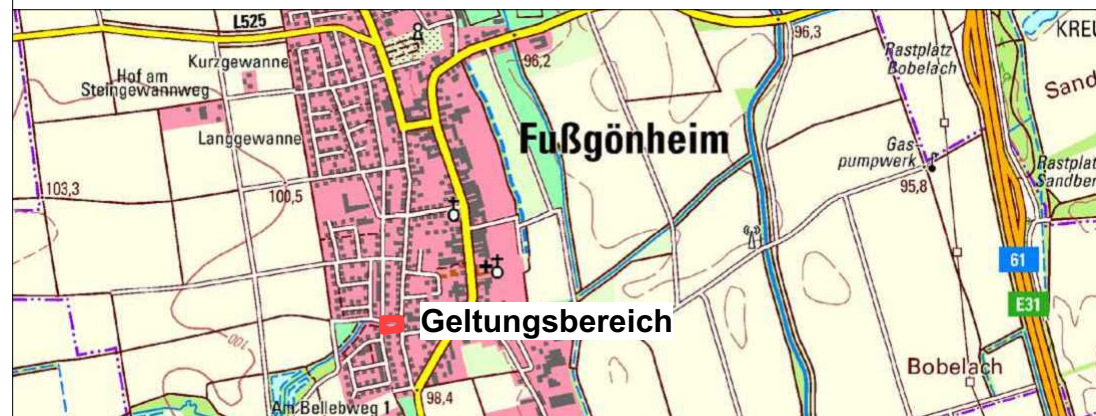 L525
96,3
KREU
Kurzgewanne
96,2
Rastplatz
Bobelach
Hof am
Steingewannweg
Sand
Langgewanne
Fußgönheim
Gas
pumpwerk
Rastplat
Sandber
103,3
100,5
95,8
61
E31
Geltungsbereich
100
Bobelach
98,4
Am Bellebweg 1